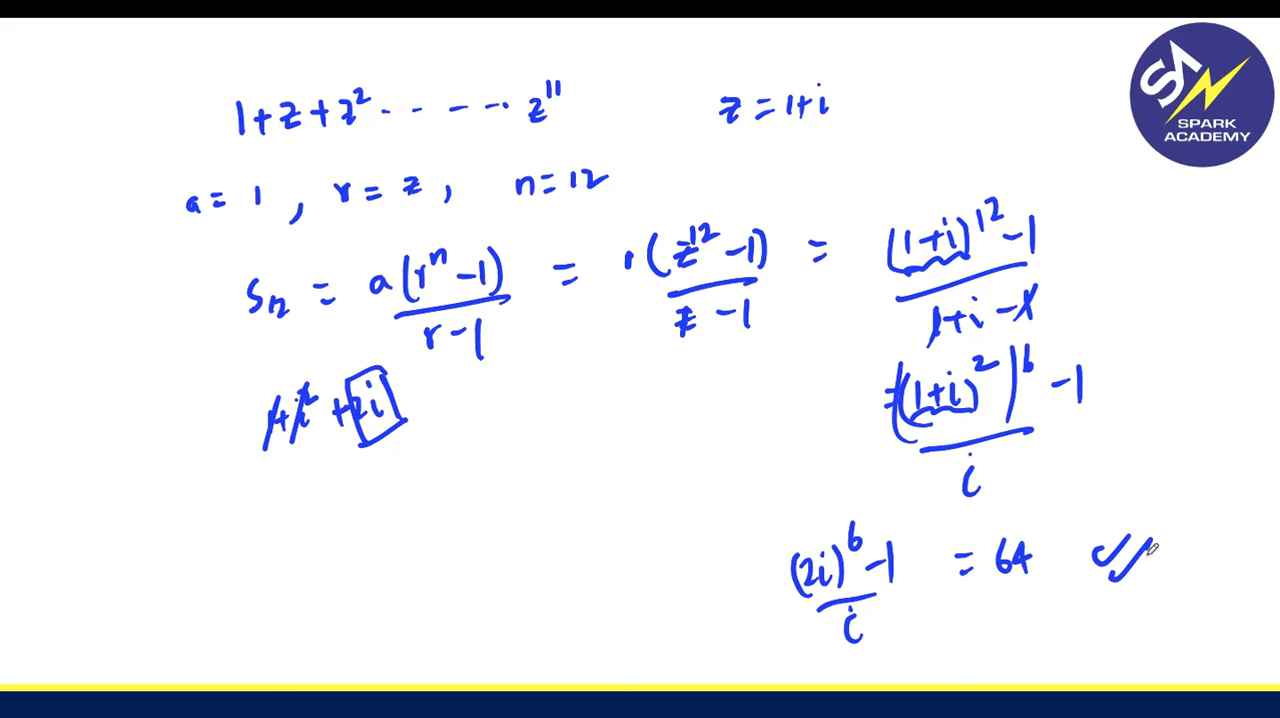 SPARK
ACADEMY
1+z+z² ........ z¹¹ z = 1+i
a = 1 , r = z , n = 12
Sn = a(rⁿ -1)/(r-1) = 1(z¹² -1)/(z -1) = ((1+i)¹² -1)/(1+i -1)
= (((1+i)²)⁶ -1)/i
1+i² +2i
((2i)⁶ -1)/i = 64